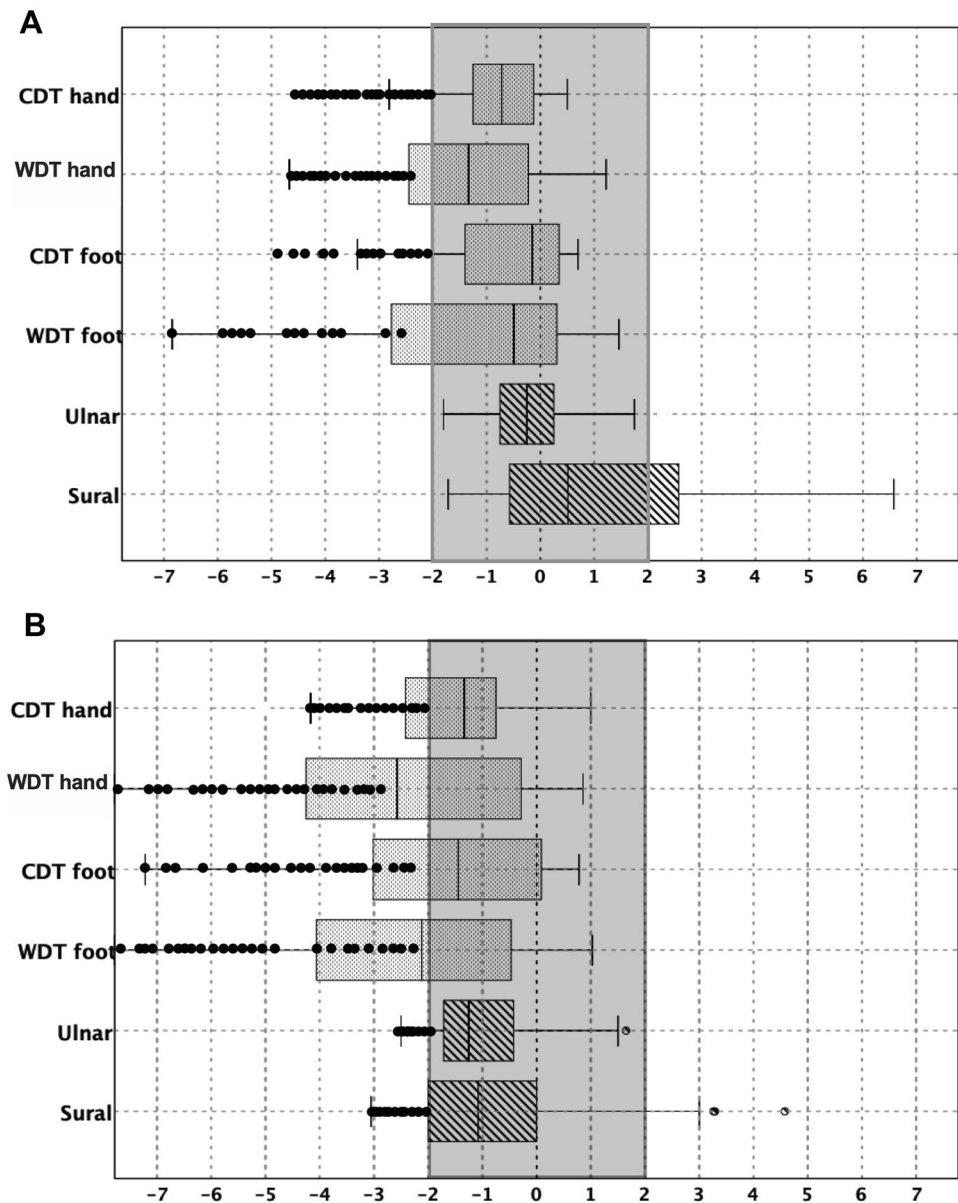 A
CDT hand
WDT hand
CDT foot
WDT foot
Ulnar
Sural
-7 -6 -5 -4 -3 -2 -1 0 1 2 3 4 5 6 7
B
CDT hand
WDT hand
CDT foot
WDT foot
Ulnar
Sural
-7 -6 -5 -4 -3 -2 -1 0 1 2 3 4 5 6 7